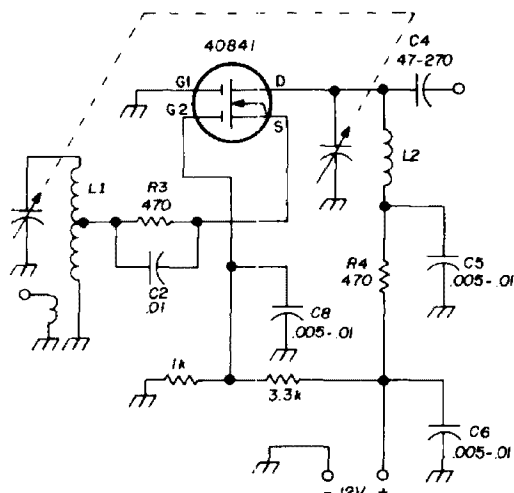 40841
C4
47-270
G1
D
G2
S
L1
L2
R3
470
C2
.01
R4
470
C5
.005-.01
C8
.005-.01
1k
3.3k
C6
.005-.01
- 12V +